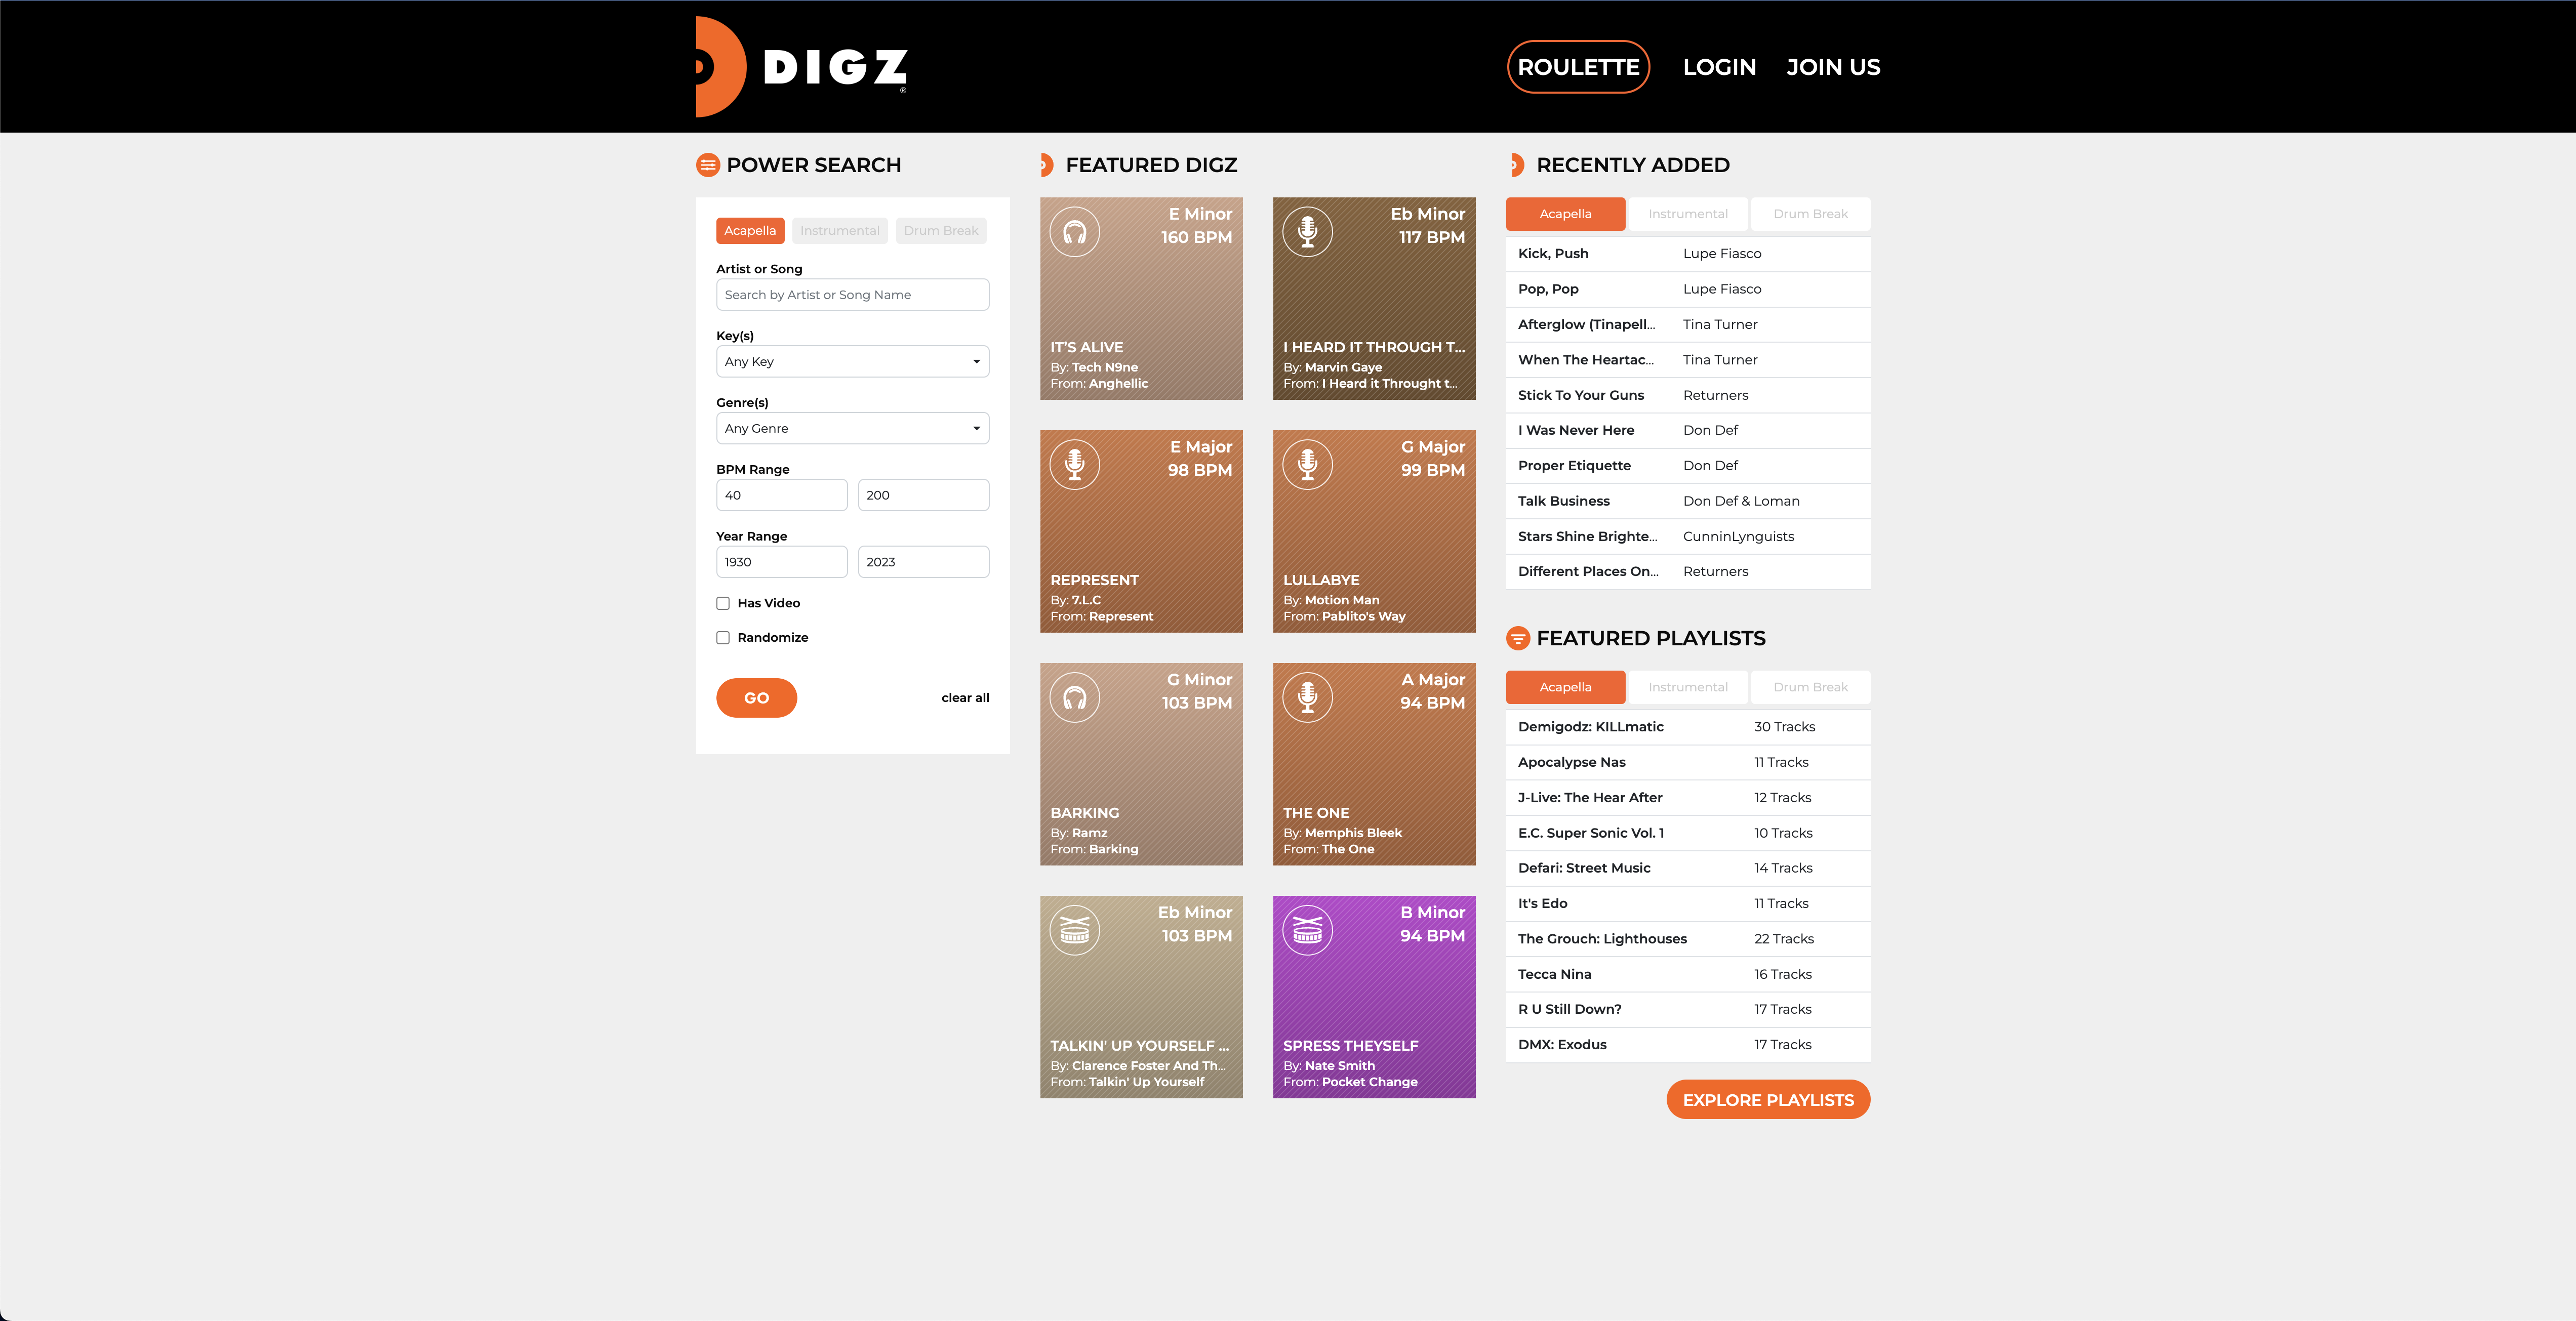 DIGZ
®
ROULETTE
LOGIN
JOIN US
POWER SEARCH
Acapella
Instrumental
Drum Break
Artist or Song
Search by Artist or Song Name
Key(s)
Any Key
Genre(s)
Any Genre
BPM Range
40
200
Year Range
1930
2023
Has Video
Randomize
GO
clear all
FEATURED DIGZ
E Minor
160 BPM
IT'S ALIVE
By: Tech N9ne
From: Anghellic
Eb Minor
117 BPM
I HEARD IT THROUGH T...
By: Marvin Gaye
From: I Heard it Throught t...
E Major
98 BPM
REPRESENT
By: 7.L.C
From: Represent
G Major
99 BPM
LULLABYE
By: Motion Man
From: Pablito's Way
G Minor
103 BPM
BARKING
By: Ramz
From: Barking
A Major
94 BPM
THE ONE
By: Memphis Bleek
From: The One
Eb Minor
103 BPM
TALKIN' UP YOURSELF ...
By: Clarence Foster And Th...
From: Talkin' Up Yourself
B Minor
94 BPM
SPRESS THEYSELF
By: Nate Smith
From: Pocket Change
RECENTLY ADDED
Acapella
Instrumental
Drum Break
Kick, Push Lupe Fiasco
Pop, Pop Lupe Fiasco
Afterglow (Tinapell... Tina Turner
When The Heartac... Tina Turner
Stick To Your Guns Returners
I Was Never Here Don Def
Proper Etiquette Don Def
Talk Business Don Def & Loman
Stars Shine Brighte... CunninLynguists
Different Places On... Returners
FEATURED PLAYLISTS
Acapella
Instrumental
Drum Break
Demigodz: KILLmatic 30 Tracks
Apocalypse Nas 11 Tracks
J-Live: The Hear After 12 Tracks
E.C. Super Sonic Vol. 1 10 Tracks
Defari: Street Music 14 Tracks
It's Edo 11 Tracks
The Grouch: Lighthouses 22 Tracks
Tecca Nina 16 Tracks
R U Still Down? 17 Tracks
DMX: Exodus 17 Tracks
EXPLORE PLAYLISTS